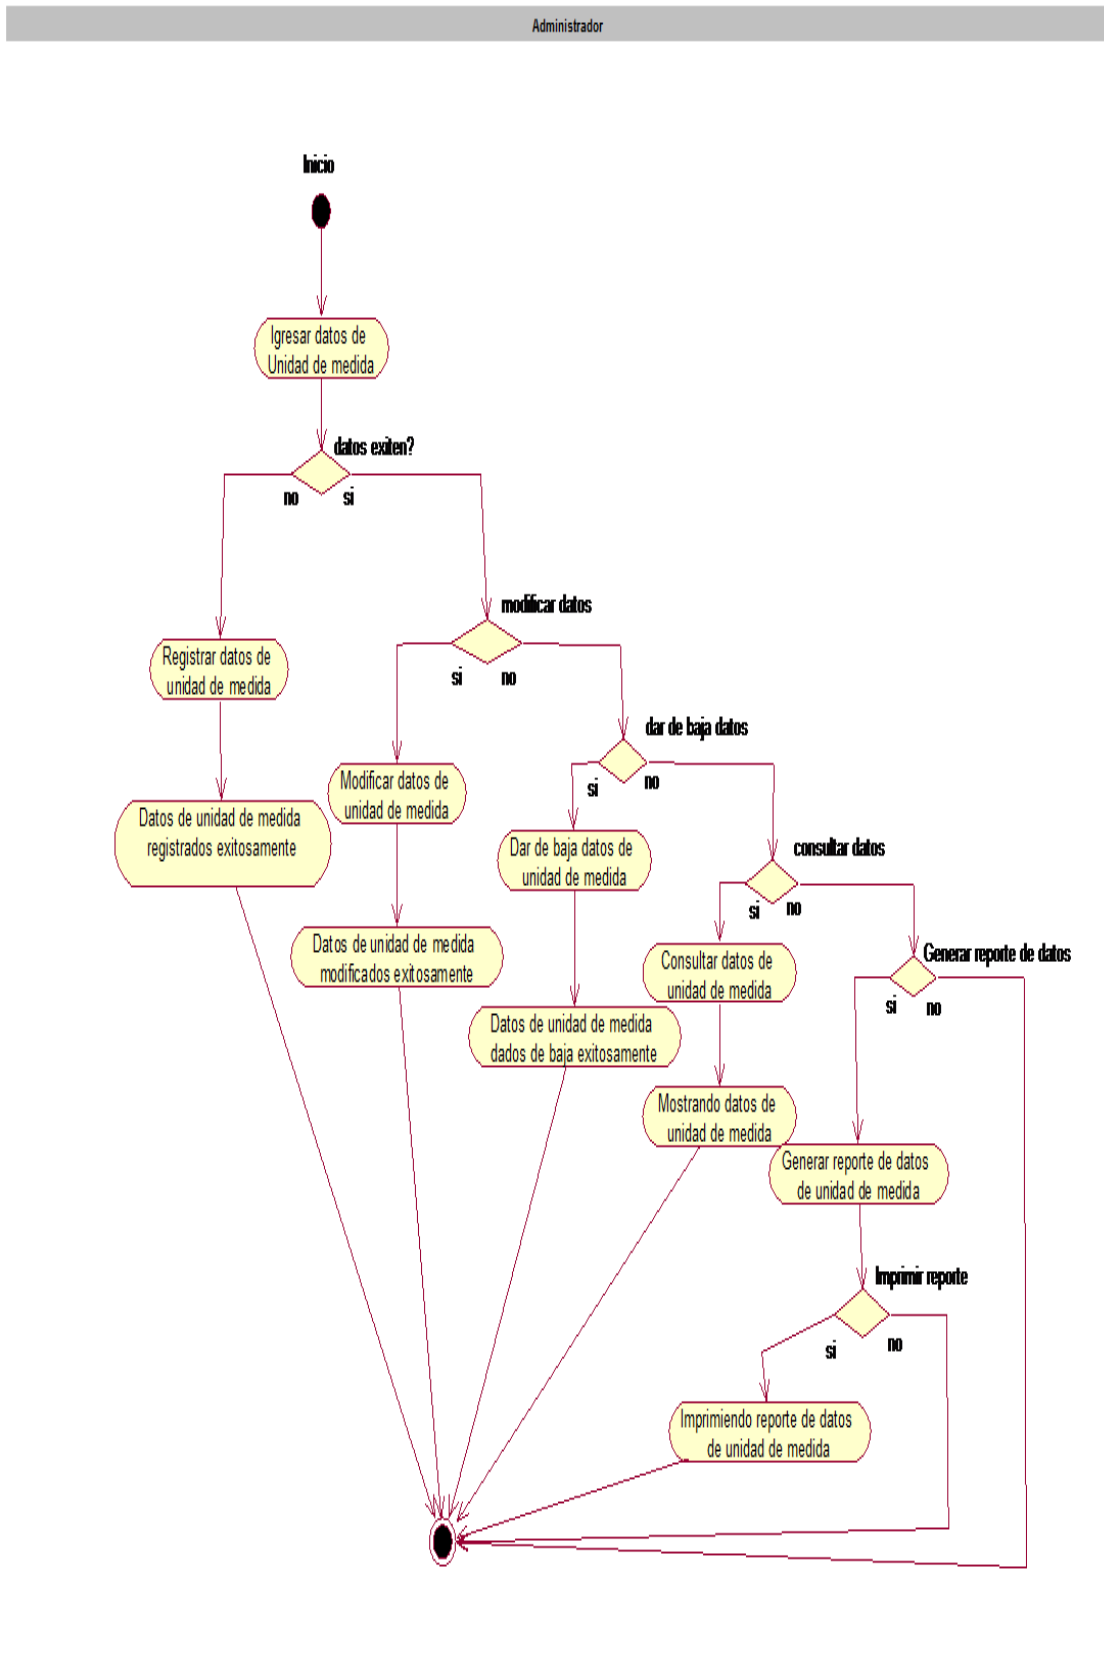 Administrador
Inicio
Igresar datos de
Unidad de medida
datos exiten?
no
si
modificar datos
si
no
Registrar datos de
unidad de medida
dar de baja datos
si
no
Modificar datos de
unidad de medida
Datos de unidad de medida
registrados exitosamente
Dar de baja datos de
unidad de medida
consultar datos
si
no
Datos de unidad de medida
modificados exitosamente
Consultar datos de
unidad de medida
Generar reporte de datos
si
no
Datos de unidad de medida
dados de baja exitosamente
Mostrando datos de
unidad de medida
Generar reporte de datos
de unidad de medida
Imprimir reporte
si
no
Imprimiendo reporte de datos
de unidad de medida